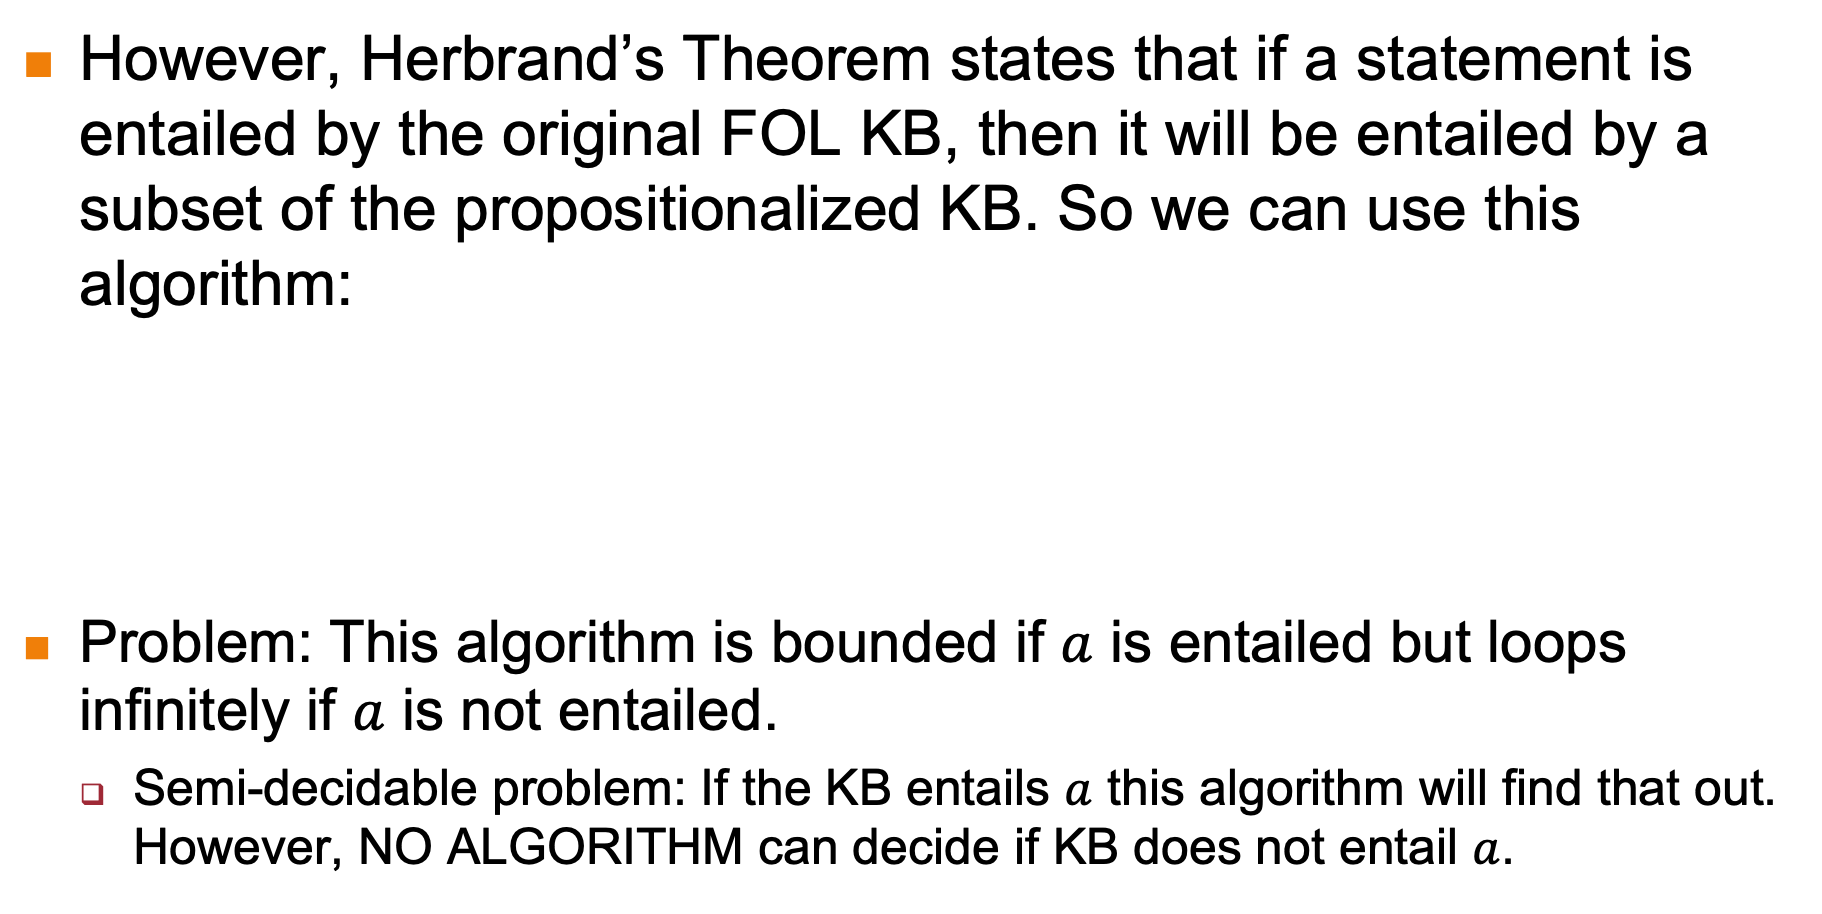 However, Herbrand’s Theorem states that if a statement is
entailed by the original FOL KB, then it will be entailed by a
subset of the propositionalized KB. So we can use this
algorithm:
Problem: This algorithm is bounded if 𝑎 is entailed but loops
infinitely if 𝑎 is not entailed.
Semi-decidable problem: If the KB entails 𝑎 this algorithm will find that out.
However, NO ALGORITHM can decide if KB does not entail 𝑎.